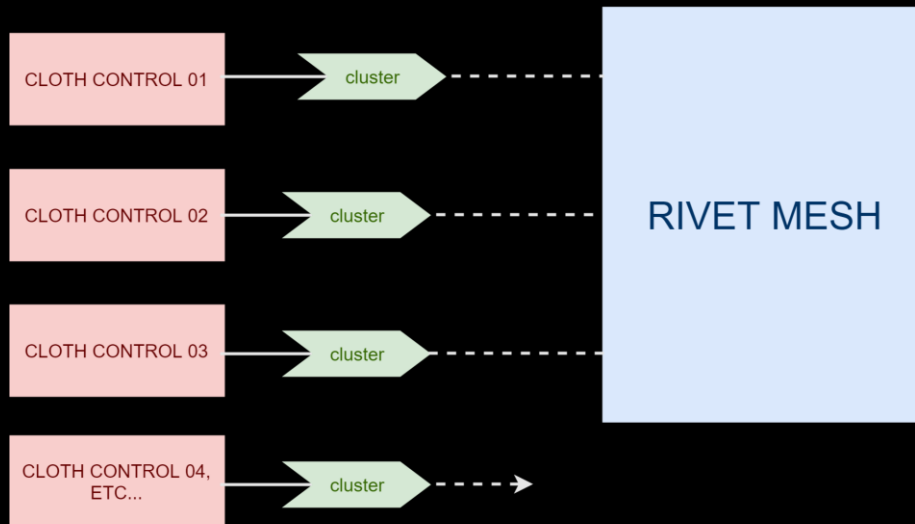 CLOTH CONTROL 01
cluster
CLOTH CONTROL 02
cluster
RIVET MESH
CLOTH CONTROL 03
cluster
CLOTH CONTROL 04,
ETC...
cluster